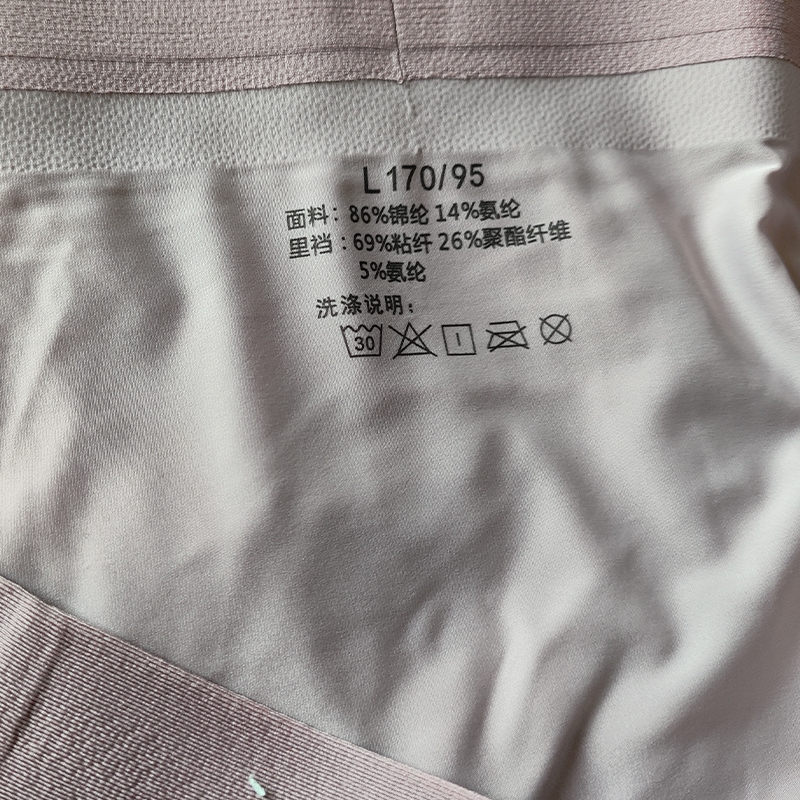 L 170/95
面料：86%锦纶 14%氨纶
里裆：69%粘纤 26%聚酯纤维
5%氨纶
洗涤说明：
30